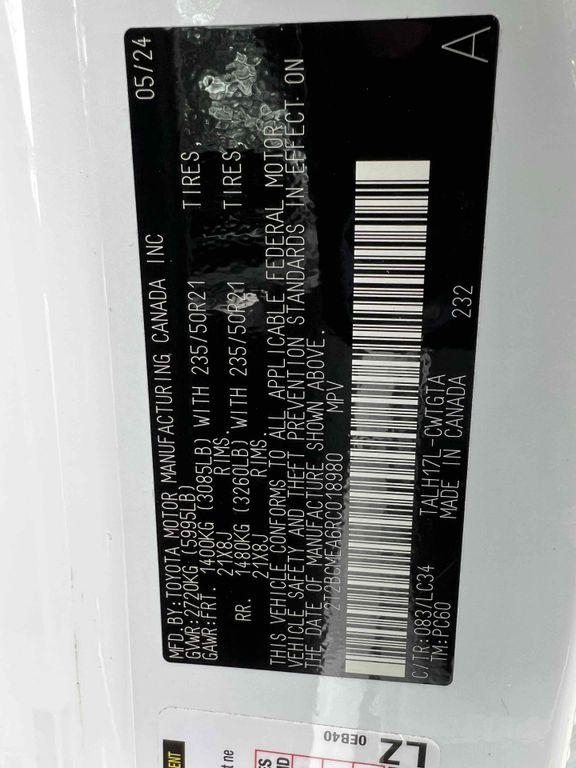 MFD. BY:TOYOTA MOTOR MANUFACTURING CANADA INC 05/24
GVWR:2720KG (5995LB)
GAWR:FRT. 1400KG (3085LB) WITH 235/50R21 TIRES,
21X8J RIMS.
RR. 1480KG (3260LB) WITH 235/50R21 TIRES,
21X8J RIMS.
THIS VEHICLE CONFORMS TO ALL APPLICABLE FEDERAL MOTOR
VEHICLE SAFETY AND THEFT PREVENTION STANDARDS IN EFFECT ON
THE DATE OF MANUFACTURE SHOWN ABOVE.
2T2BGMEA6RC018980 MPV
C/TR:083/LC34 TALH17L-CWTGTA
TM:PC60 MADE IN CANADA 232
A
LZ
0EB40